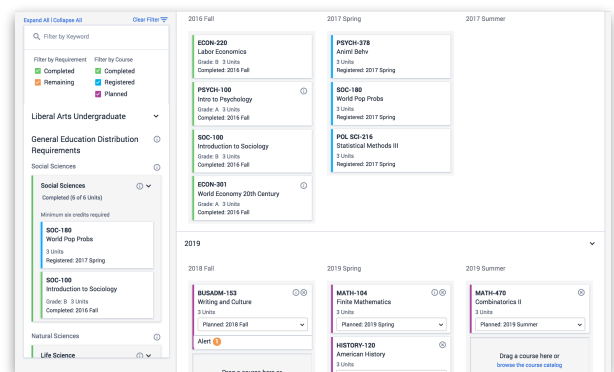 Expand All | Collapse All
Clear Filter
Filter by Keyword
Filter by Requirement
Completed
Remaining
Filter by Course
Completed
Registered
Planned
Liberal Arts Undergraduate
General Education Distribution
Requirements
Social Sciences
Social Sciences
Completed (6 of 6 Units)
Minimum six credits required
SOC-180
World Pop Probs
3 Units
Registered: 2017 Spring
SOC-100
Introduction to Sociology
Grade: B 3 Units
Completed: 2016 Fall
Natural Sciences
Life Science
2016 Fall
ECON-220
Labor Economics
Grade: B 3 Units
Completed: 2016 Fall
PSYCH-100
Intro to Psychology
Grade: A 3 Units
Completed: 2016 Fall
SOC-100
Introduction to Sociology
Grade: B 3 Units
Completed: 2016 Fall
ECON-301
World Economy 20th Century
Grade: A 3 Units
Completed: 2016 Fall
2017 Spring
PSYCH-378
Animl Behv
3 Units
Registered: 2017 Spring
SOC-180
World Pop Probs
3 Units
Registered: 2017 Spring
POL SCI-216
Statistical Methods III
3 Units
Registered: 2017 Spring
2017 Summer
2019
2018 Fall
BUSADM-153
Writing and Culture
3 Units
Planned: 2018 Fall
Alert 1
Drag a course here or
2019 Spring
MATH-104
Finite Mathematics
3 Units
Planned: 2019 Spring
HISTORY-120
American History
3 Units
2019 Summer
MATH-470
Combinatorics II
3 Units
Planned: 2019 Summer
Drag a course here or
browse the course catalog